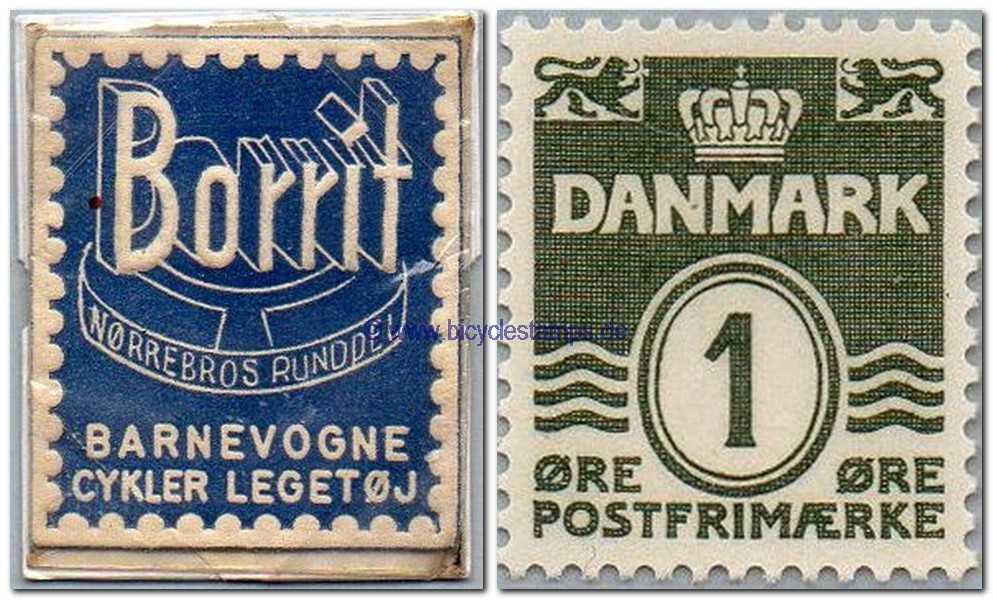 Borrit
NØRREBROS RUNDDEL
BARNEVOGNE
CYKLER LEGETØJ
© www.bicyclestamps.de
DANMARK
1
ØRE ØRE
POSTFRIMÆRKE